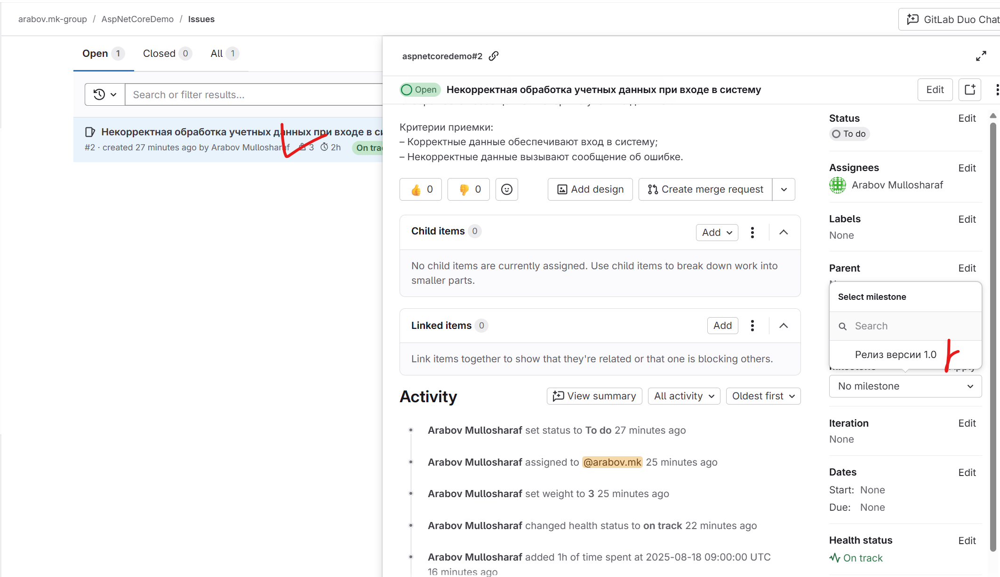 arabov.mk-group / AspNetCoreDemo / Issues
GitLab Duo Chat
Open 1 Closed 0 All 1
Search or filter results...
Некорректная обработка учетных данных при входе в си
#2 · created 27 minutes ago by Arabov Mullosharaf 3 2h On trac
aspnetcoredemo#2
Open Некорректная обработка учетных данных при входе в систему Edit
Критерии приемки:
– Корректные данные обеспечивают вход в систему;
– Некорректные данные вызывают сообщение об ошибке.
0 0 Add design Create merge request
Child items 0 Add
No child items are currently assigned. Use child items to break down work into
smaller parts.
Linked items 0 Add
Link items together to show that they're related or that one is blocking others.
Activity View summary All activity Oldest first
Arabov Mullosharaf set status to To do 27 minutes ago
Arabov Mullosharaf assigned to @arabov.mk 25 minutes ago
Arabov Mullosharaf set weight to 3 25 minutes ago
Arabov Mullosharaf changed health status to on track 22 minutes ago
Arabov Mullosharaf added 1h of time spent at 2025-08-18 09:00:00 UTC
16 minutes ago
Status Edit
To do
Assignees Edit
Arabov Mullosharaf
Labels Edit
None
Parent Edit
Select milestone
Search
Релиз версии 1.0
No milestone
Iteration Edit
None
Dates Edit
Start: None
Due: None
Health status Edit
On track